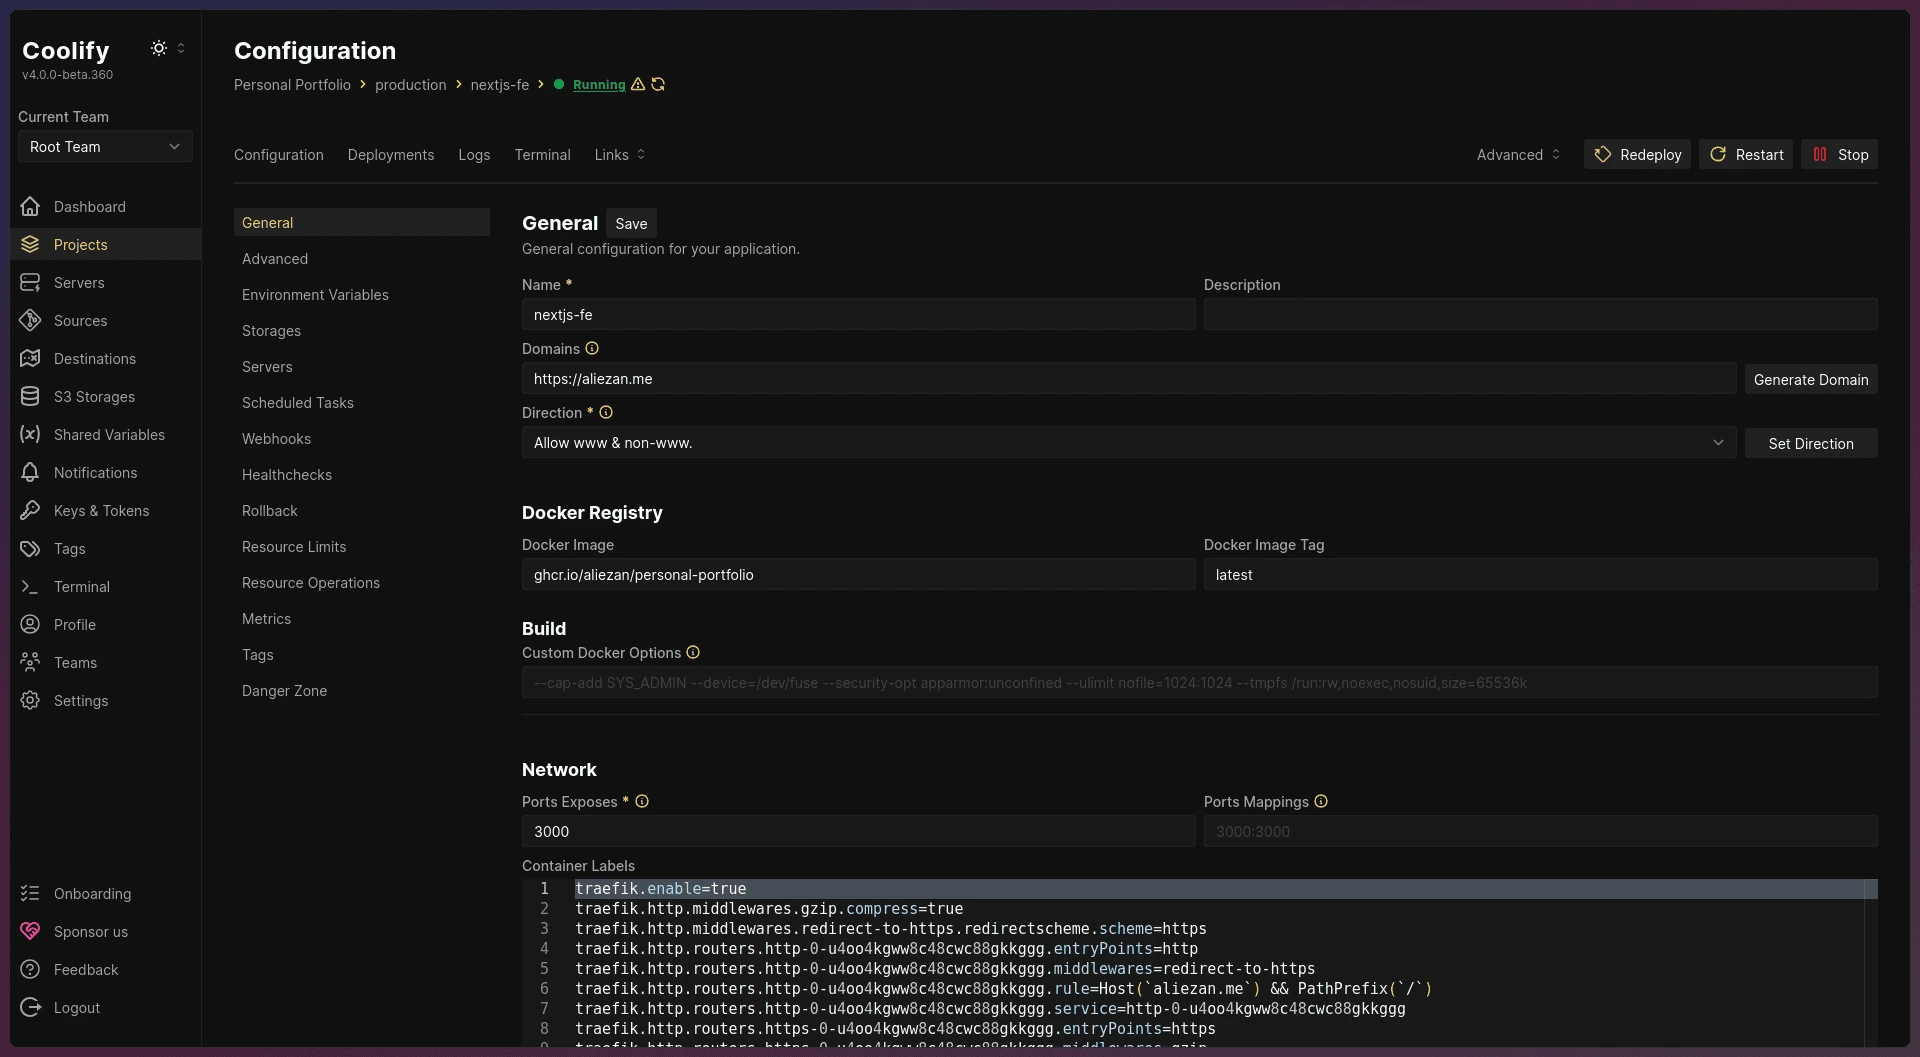 Coolify
v4.0.0-beta.360
Current Team
Root Team
Dashboard
Projects
Servers
Sources
Destinations
S3 Storages
Shared Variables
Notifications
Keys & Tokens
Tags
Terminal
Profile
Teams
Settings
Onboarding
Sponsor us
Feedback
Logout
Configuration
Personal Portfolio > production > nextjs-fe > Running
Configuration Deployments Logs Terminal Links Advanced Redeploy Restart Stop
General
Advanced
Environment Variables
Storages
Servers
Scheduled Tasks
Webhooks
Healthchecks
Rollback
Resource Limits
Resource Operations
Metrics
Tags
Danger Zone
General Save
General configuration for your application.
Name * Description
nextjs-fe
Domains
https://aliezan.me Generate Domain
Direction *
Allow www & non-www. Set Direction
Docker Registry
Docker Image Docker Image Tag
ghcr.io/aliezan/personal-portfolio latest
Build
Custom Docker Options
--cap-add SYS_ADMIN --device=/dev/fuse --security-opt apparmor:unconfined --ulimit nofile=1024:1024 --tmpfs /run:rw,noexec,nosuid,size=65536k
Network
Ports Exposes * Ports Mappings
3000 3000:3000
Container Labels
1 traefik.enable=true
2 traefik.http.middlewares.gzip.compress=true
3 traefik.http.middlewares.redirect-to-https.redirectscheme.scheme=https
4 traefik.http.routers.http-0-u4oo4kgww8c48cwc88gkkggg.entryPoints=http
5 traefik.http.routers.http-0-u4oo4kgww8c48cwc88gkkggg.middlewares=redirect-to-https
6 traefik.http.routers.http-0-u4oo4kgww8c48cwc88gkkggg.rule=Host(`aliezan.me`) && PathPrefix(`/`)
7 traefik.http.routers.http-0-u4oo4kgww8c48cwc88gkkggg.service=http-0-u4oo4kgww8c48cwc88gkkggg
8 traefik.http.routers.https-0-u4oo4kgww8c48cwc88gkkggg.entryPoints=https